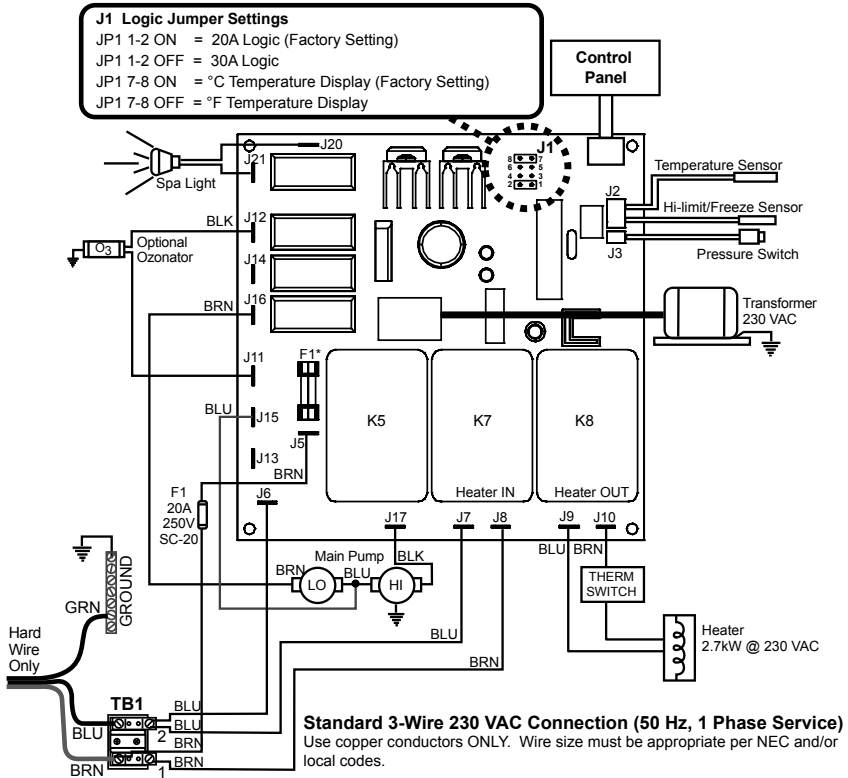 J1 Logic Jumper Settings
JP1 1-2 ON = 20A Logic (Factory Setting)
JP1 1-2 OFF = 30A Logic
JP1 7-8 ON = °C Temperature Display (Factory Setting)
JP1 7-8 OFF = °F Temperature Display
Control
Panel
J20
J1
8 7
6 5
4 3
2 1
J21
Spa Light
Temperature Sensor
J2
Hi-limit/Freeze Sensor
J3
Pressure Switch
BLK
J12
O3
Optional
Ozonator
J14
BRN
J16
Transformer
230 VAC
J11
F1*
BLU
J15
K5
K7
K8
J5
J13
BRN
F1
20A
250V
SC-20
J6
Heater IN
Heater OUT
J17
J7
J8
J9
J10
BLU
BRN
Main Pump
BLK
BRN
LO
BLU
HI
THERM
SWITCH
GROUND
GRN
Hard
Wire
Only
BLU
BRN
Heater
2.7kW @ 230 VAC
TB1
BLU
BLU
BLU
2
BRN
BRN
BRN
1
Standard 3-Wire 230 VAC Connection (50 Hz, 1 Phase Service)
Use copper conductors ONLY. Wire size must be appropriate per NEC and/or
local codes.